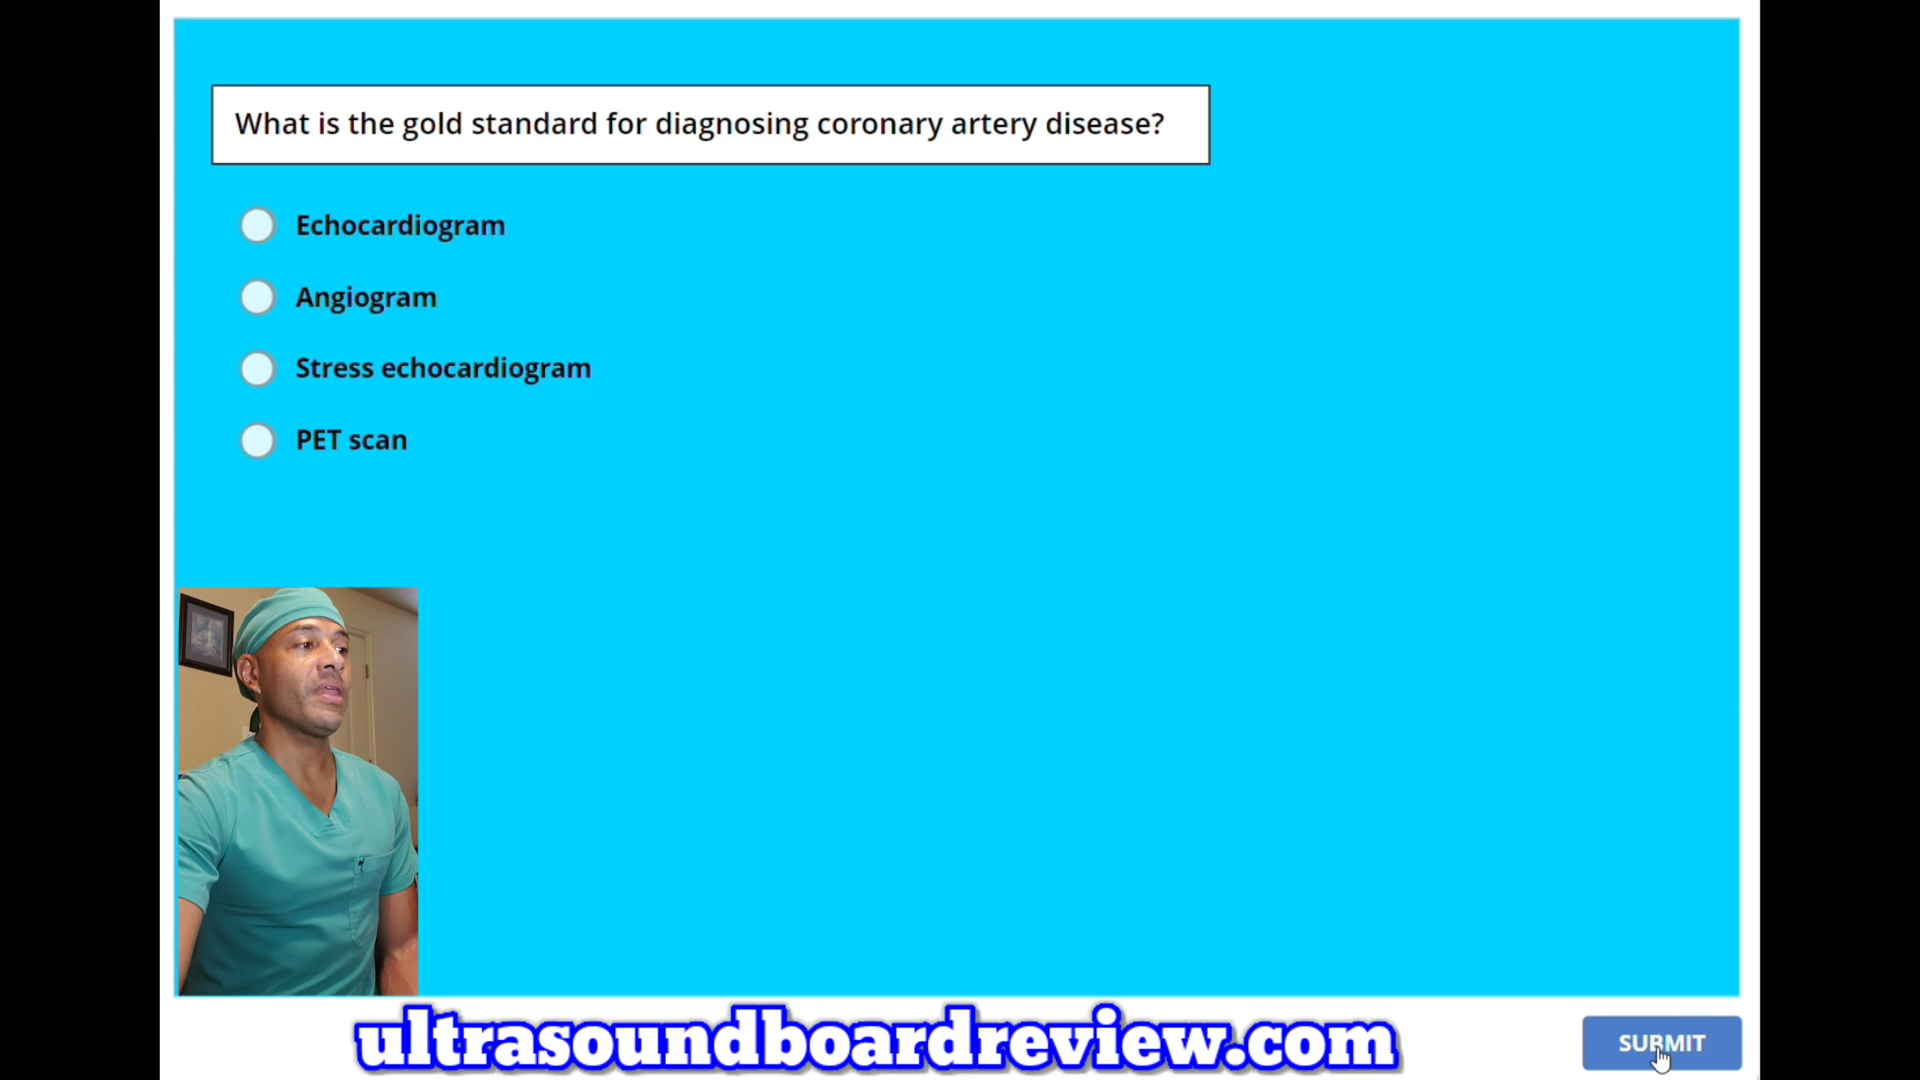 What is the gold standard for diagnosing coronary artery disease?
Echocardiogram
Angiogram
Stress echocardiogram
PET scan
ultrasoundboardreview.com
SUBMIT